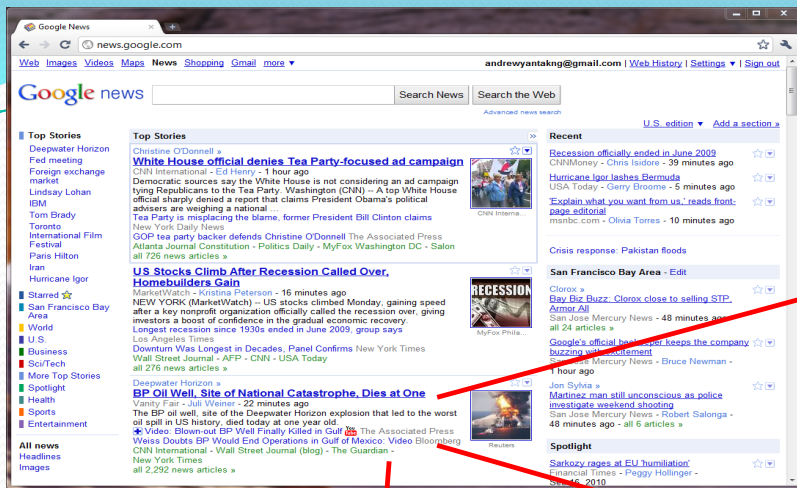 Google News
news.google.com
Web Images Videos Maps News Shopping Gmail more ▼
andrewyantakng@gmail.com | Web History | Settings ▼ | Sign out
Google news
Search News
Search the Web
Advanced news search
U.S. edition ▼ Add a section »
Top Stories
Deepwater Horizon
Fed meeting
Foreign exchange
market
Lindsay Lohan
IBM
Tom Brady
Toronto
International Film
Festival
Paris Hilton
Iran
Hurricane Igor
Starred
San Francisco Bay
Area
World
U.S.
Business
Sci/Tech
More Top Stories
Spotlight
Health
Sports
Entertainment
All news
Headlines
Images
Top Stories
Christine O'Donnell »
White House official denies Tea Party-focused ad campaign
CNN International - Ed Henry - 1 hour ago
Democratic sources say the White House is not considering an ad campaign
tying Republicans to the Tea Party. Washington (CNN) -- A top White House
official sharply denied a report that claims President Obama's political
advisers are weighing a national ...
Tea Party is misplacing the blame, former President Bill Clinton claims
New York Daily News
GOP tea party backer defends Christine O'Donnell The Associated Press
Atlanta Journal Constitution - Politics Daily - MyFox Washington DC - Salon
all 726 news articles »
CNN Interna...
US Stocks Climb After Recession Called Over,
Homebuilders Gain
MarketWatch - Kristina Peterson - 16 minutes ago
NEW YORK (MarketWatch) -- US stocks climbed Monday, gaining speed
after a key nonprofit organization officially called the recession over, giving
investors a boost of confidence in the gradual economic recovery.
Longest recession since 1930s ended in June 2009, group says
Los Angeles Times
Downturn Was Longest in Decades, Panel Confirms New York Times
Wall Street Journal - AFP - CNN - USA Today
all 276 news articles »
RECESSION
MyFox Phila...
Deepwater Horizon »
BP Oil Well, Site of National Catastrophe, Dies at One
Vanity Fair - Juli Weiner - 22 minutes ago
The BP oil well, site of the Deepwater Horizon explosion that led to the worst
oil spill in US history, died today at one year old.
Video: Blown-out BP Well Finally Killed in Gulf The Associated Press
Weiss Doubts BP Would End Operations in Gulf of Mexico: Video Bloomberg
CNN International - Wall Street Journal (blog) - The Guardian -
New York Times
all 2,292 news articles »
Reuters
Recent
Recession officially ended in June 2009
CNNMoney - Chris Isidore - 39 minutes ago
Hurricane Igor lashes Bermuda
USA Today - Gerry Broome - 5 minutes ago
'Explain what you want from us,' reads front-
page editorial
msnbc.com - Olivia Torres - 10 minutes ago
Crisis response: Pakistan floods
San Francisco Bay Area - Edit
Clorox »
Bay Biz Buzz: Clorox close to selling STP,
Armor All
San Jose Mercury News - 48 minutes ago
all 24 articles »
Google's official beekeeper keeps the company
buzzing with excitement
San Jose Mercury News - Bruce Newman -
1 hour ago
Jon Sylvia »
Martinez man still unconscious as police
investigate weekend shooting
San Jose Mercury News - Robert Salonga -
48 minutes ago - all 6 articles »
Spotlight
Sarkozy rages at EU 'humiliation'
Financial Times - Peggy Hollinger -
Sep 16, 2010